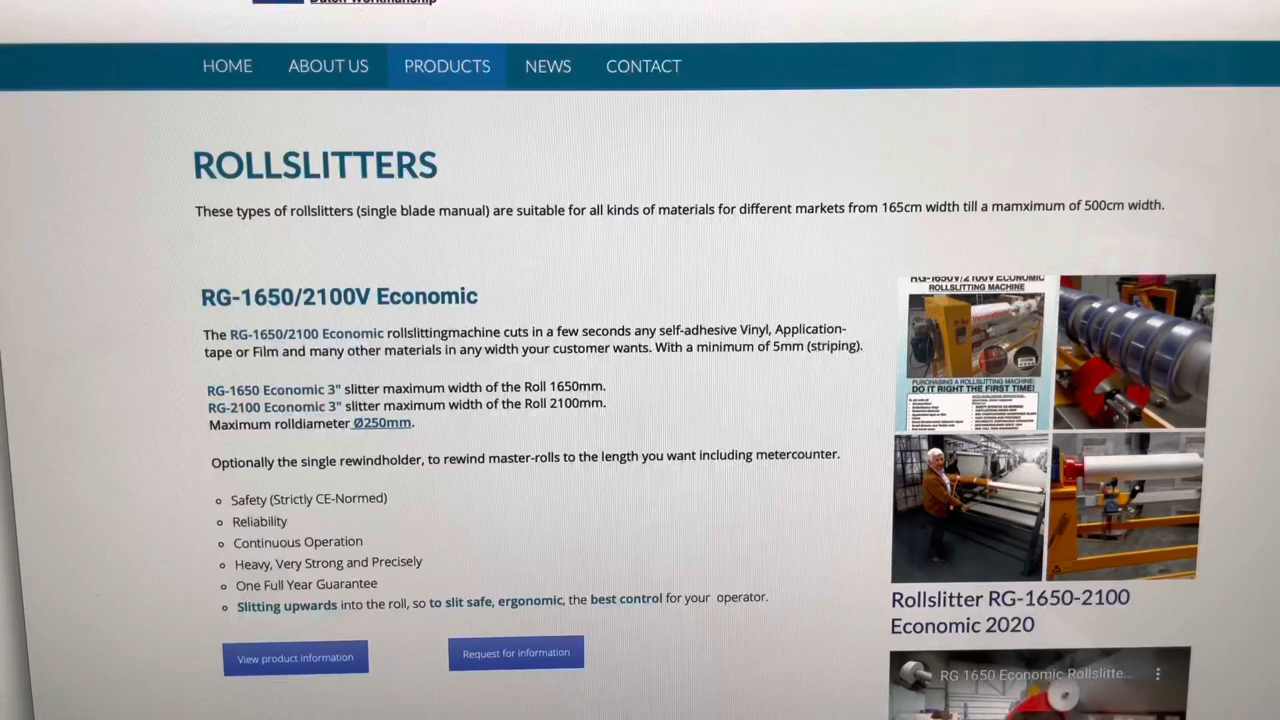 Dutch Workmanship
HOME ABOUT US PRODUCTS NEWS CONTACT
ROLLSLITTERS
These types of rollslitters (single blade manual) are suitable for all kinds of materials for different markets from 165cm width till a mamximum of 500cm width.
RG-1650/2100V Economic
The RG-1650/2100 Economic rollslittingmachine cuts in a few seconds any self-adhesive Vinyl, Application-
tape or Film and many other materials in any width your customer wants. With a minimum of 5mm (striping).
RG-1650 Economic 3" slitter maximum width of the Roll 1650mm.
RG-2100 Economic 3" slitter maximum width of the Roll 2100mm.
Maximum rolldiameter Ø250mm.
Optionally the single rewindholder, to rewind master-rolls to the length you want including metercounter.
Safety (Strictly CE-Normed)
Reliability
Continuous Operation
Heavy, Very Strong and Precisely
One Full Year Guarantee
Slitting upwards into the roll, so to slit safe, ergonomic, the best control for your operator.
View product information
Request for information
RG-1650V/2100V ECONOMIC
ROLLSLITTING MACHINE
PURCHASING A ROLLSLITTING MACHINE:
DO IT RIGHT THE FIRST TIME!
Rollslitter RG-1650-2100
Economic 2020
RG 1650 Economic Rollslitte...